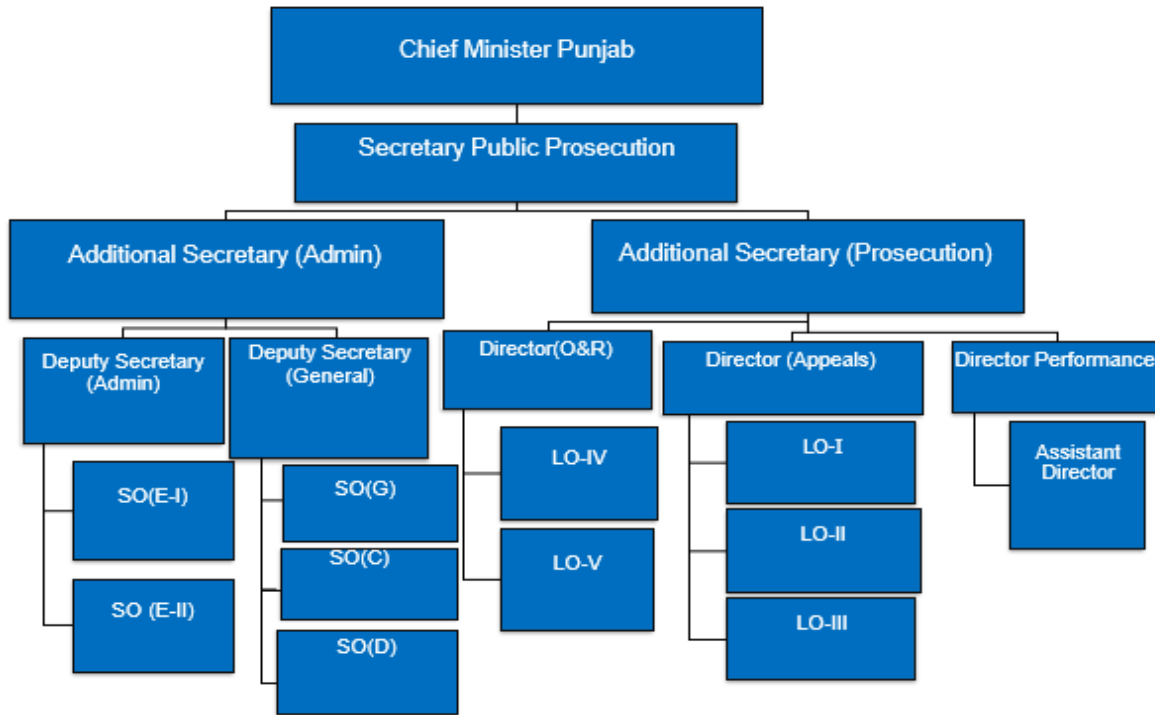 Chief Minister Punjab
Secretary Public Prosecution
Additional Secretary (Admin)
Additional Secretary (Prosecution)
Deputy Secretary
(Admin)
Deputy Secretary
(General)
Director(O&R)
Director (Appeals)
Director Performance
SO(E-I)
SO (E-II)
SO(G)
SO(C)
SO(D)
LO-IV
LO-V
LO-I
LO-II
LO-III
Assistant
Director